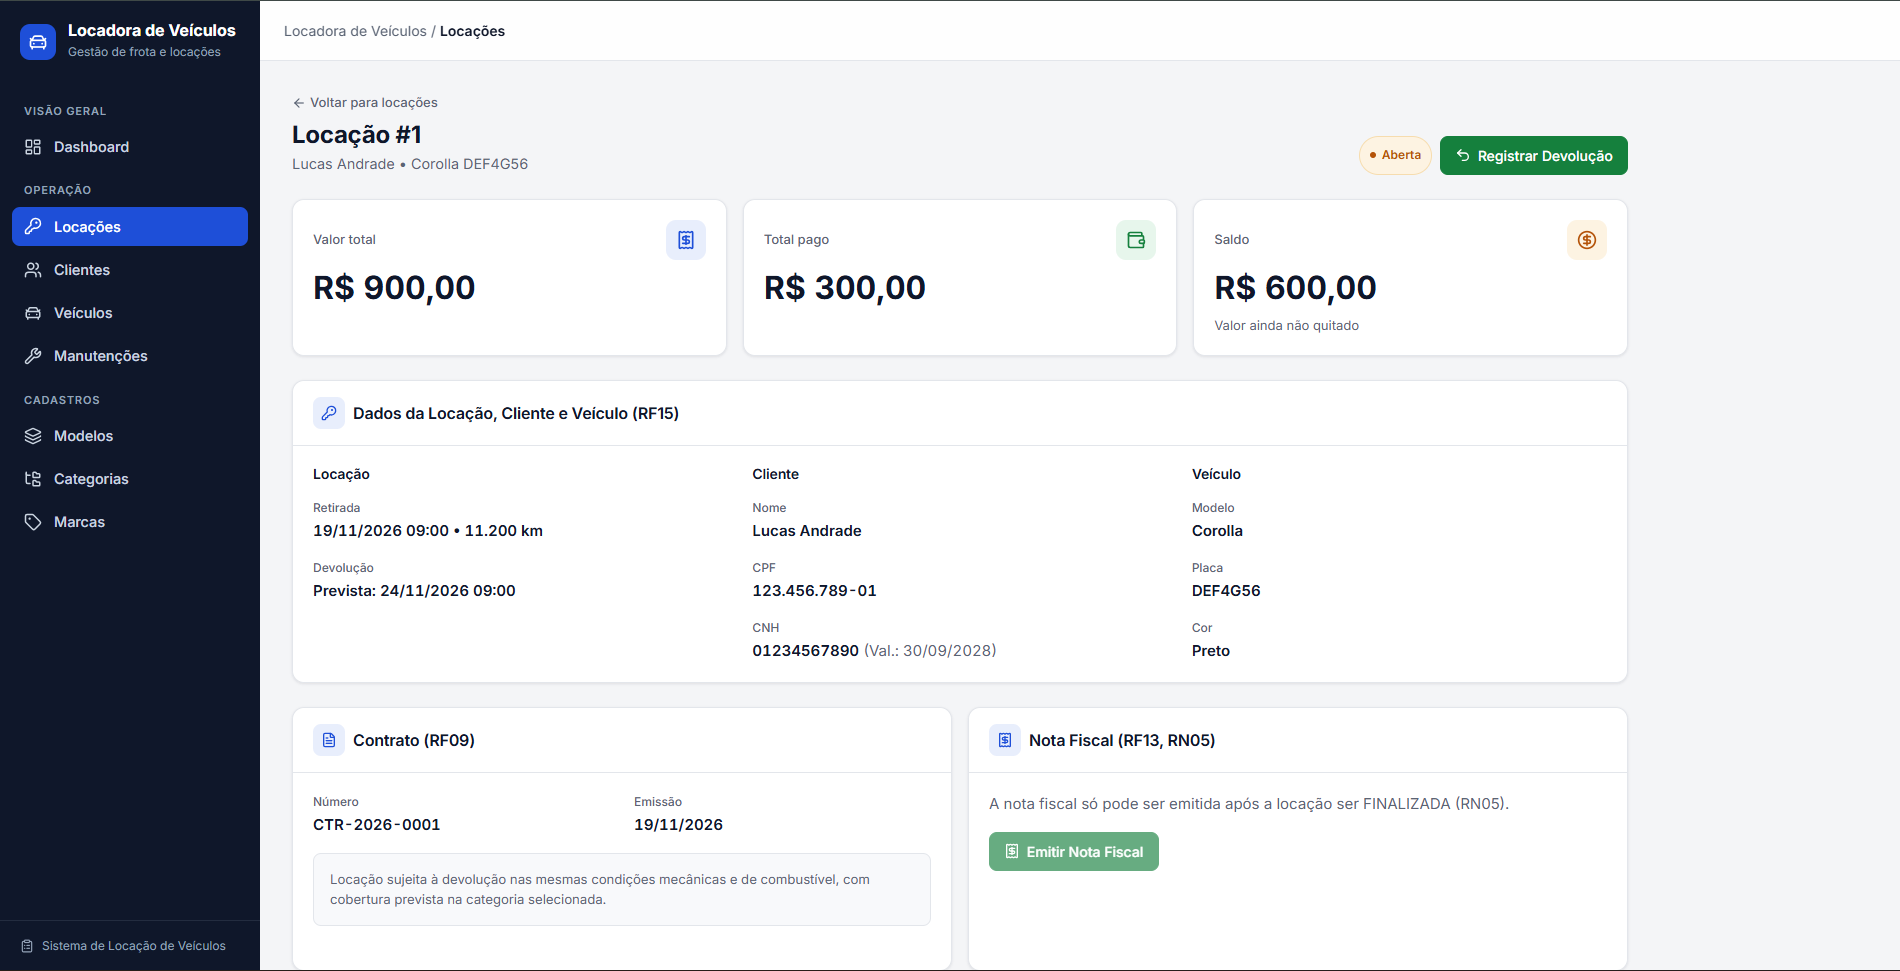 Locadora de Veículos
Gestão de frota e locações
VISÃO GERAL
Dashboard
OPERAÇÃO
Locações
Clientes
Veículos
Manutenções
CADASTROS
Modelos
Categorias
Marcas
Sistema de Locação de Veículos
Locadora de Veículos / Locações
← Voltar para locações
Locação #1
Lucas Andrade • Corolla DEF4G56
Aberta
Registrar Devolução
Valor total
R$ 900,00
Total pago
R$ 300,00
Saldo
R$ 600,00
Valor ainda não quitado
Dados da Locação, Cliente e Veículo (RF15)
Locação
Retirada
19/11/2026 09:00 • 11.200 km
Devolução
Prevista: 24/11/2026 09:00
Cliente
Nome
Lucas Andrade
CPF
123.456.789-01
CNH
01234567890 (Val.: 30/09/2028)
Veículo
Modelo
Corolla
Placa
DEF4G56
Cor
Preto
Contrato (RF09)
Número
CTR-2026-0001
Emissão
19/11/2026
Locação sujeita à devolução nas mesmas condições mecânicas e de combustível, com
cobertura prevista na categoria selecionada.
Nota Fiscal (RF13, RN05)
A nota fiscal só pode ser emitida após a locação ser FINALIZADA (RN05).
Emitir Nota Fiscal